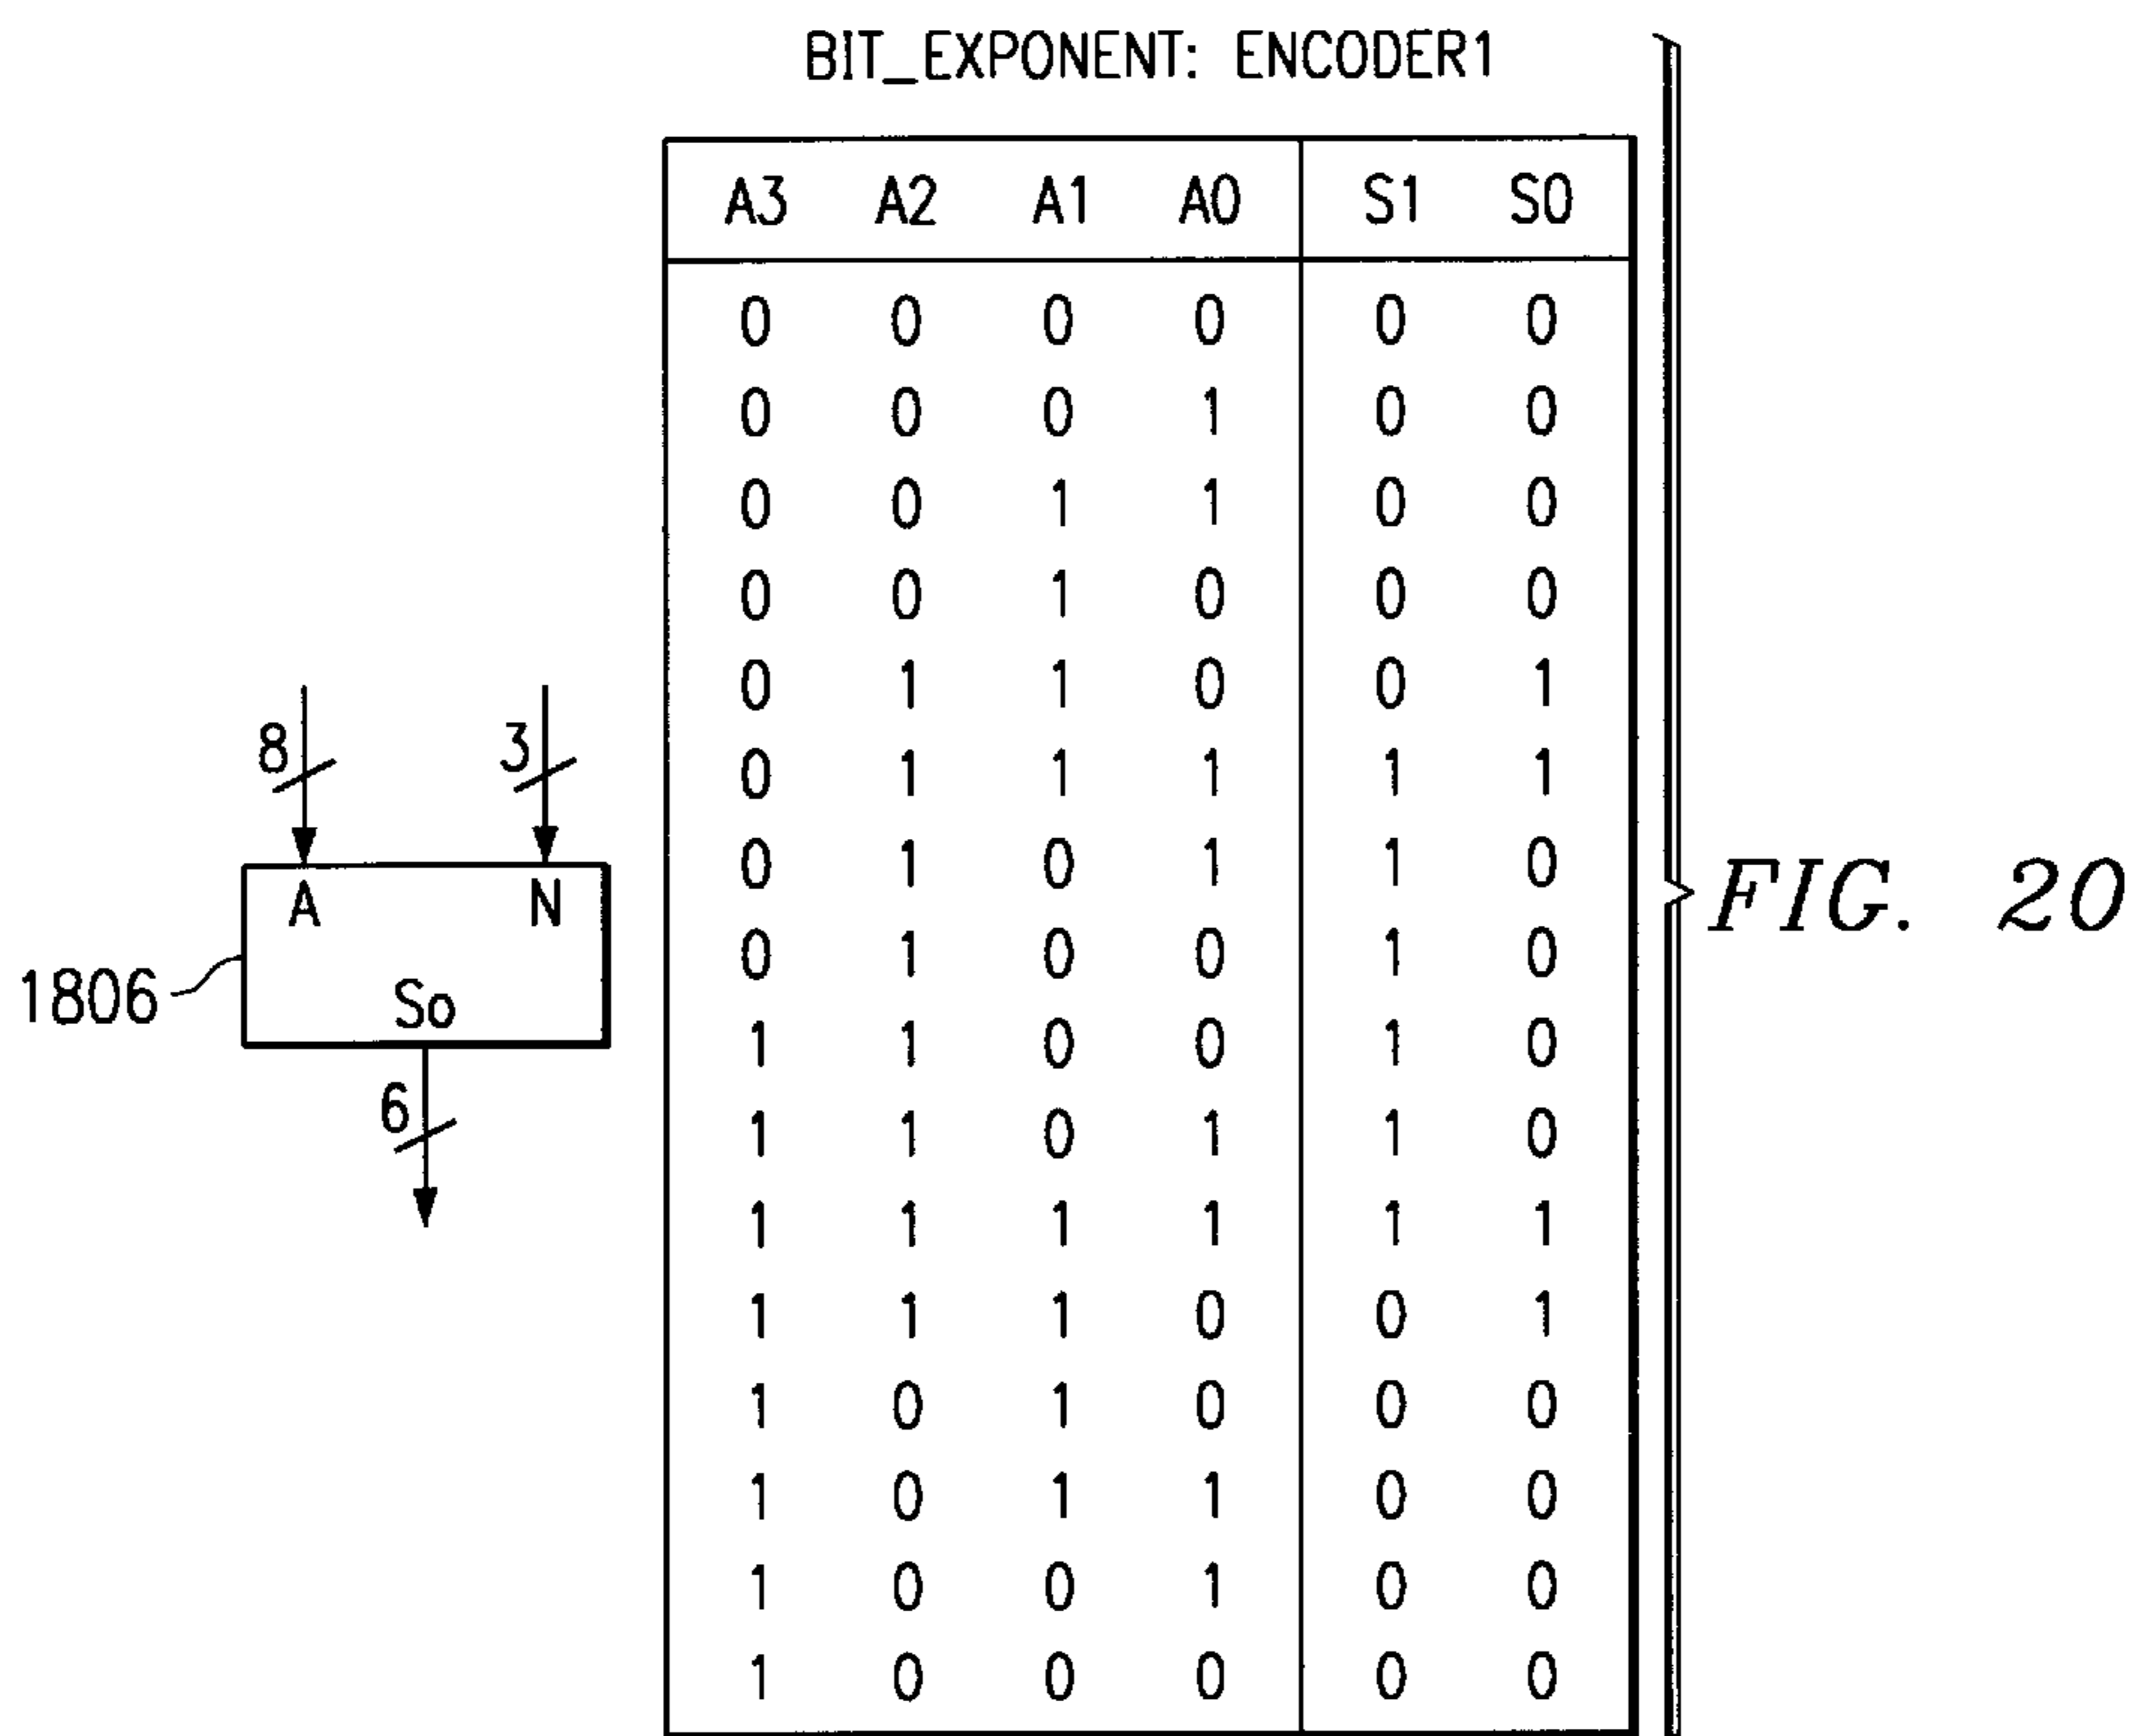 BIT_EXPONENT: ENCODER1
A3 A2 A1 A0 S1 S0
0 0 0 0 0 0
0 0 0 1 0 0
0 0 1 1 0 0
0 0 1 0 0 0
0 1 1 0 0 1
0 1 1 1 1 1
0 1 0 1 1 0
0 1 0 0 1 0
1 1 0 0 1 0
1 1 0 1 1 0
1 1 1 1 1 1
1 1 1 0 0 1
1 0 1 0 0 0
1 0 1 1 0 0
1 0 0 1 0 0
1 0 0 0 0 0
8 3
A N
1806
So
6
FIG. 20